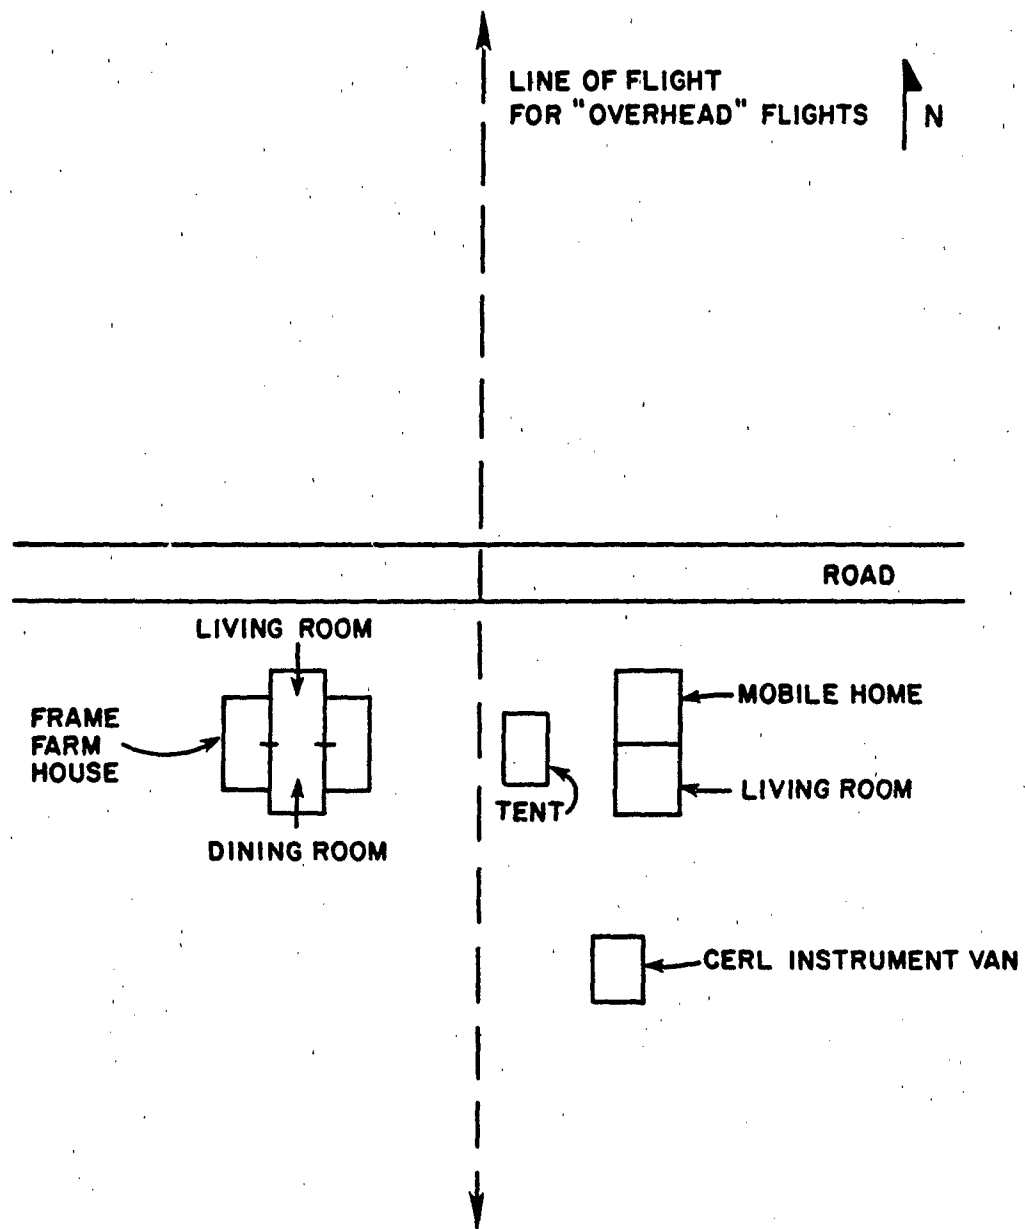 LINE OF FLIGHT
FOR "OVERHEAD" FLIGHTS
N
ROAD
LIVING ROOM
FRAME
FARM
HOUSE
MOBILE HOME
LIVING ROOM
TENT
DINING ROOM
CERL INSTRUMENT VAN